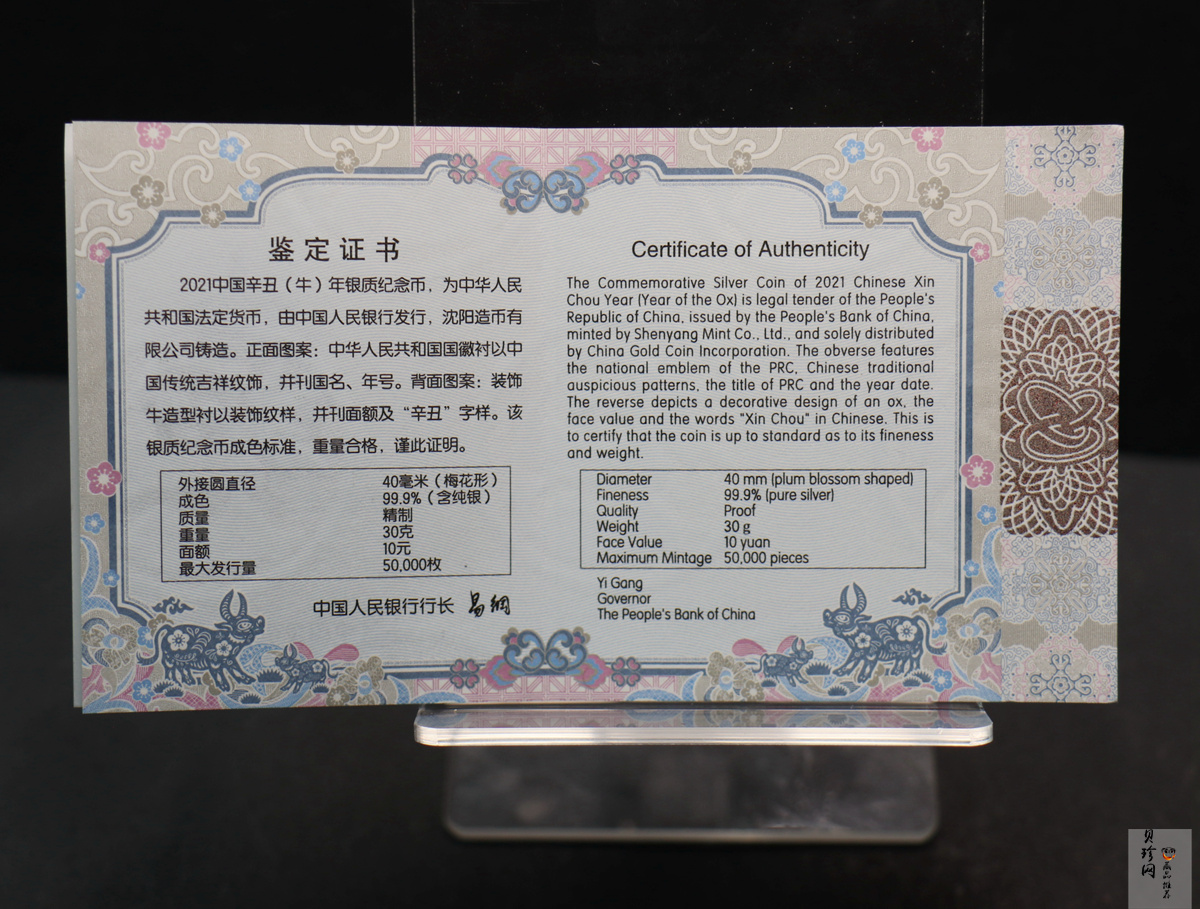 鉴定证书
2021中国辛丑（牛）年银质纪念币，为中华人民
共和国法定货币，由中国人民银行发行，沈阳造币有
限公司铸造。正面图案：中华人民共和国国徽衬以中
国传统吉祥纹饰，并刊国名、年号。背面图案：装饰
牛造型衬以装饰纹样，并刊面额及“辛丑”字样。该
银质纪念币成色标准，重量合格，谨此证明。
外接圆直径 40毫米（梅花形）
成色 99.9%（含纯银）
质量 精制
重量 30克
面额 10元
最大发行量 50,000枚
中国人民银行行长 易纲
Certificate of Authenticity
The Commemorative Silver Coin of 2021 Chinese Xin
Chou Year (Year of the Ox) is legal tender of the People's
Republic of China, issued by the People's Bank of China,
minted by Shenyang Mint Co., Ltd., and solely distributed
by China Gold Coin Incorporation. The obverse features
the national emblem of the PRC, Chinese traditional
auspicious patterns, the title of PRC and the year date.
The reverse depicts a decorative design of an ox, the
face value and the words "Xin Chou" in Chinese. This is
to certify that the coin is up to standard as to its fineness
and weight.
Diameter 40 mm (plum blossom shaped)
Fineness 99.9% (pure silver)
Quality Proof
Weight 30 g
Face Value 10 yuan
Maximum Mintage 50,000 pieces
Yi Gang
Governor
The People's Bank of China
贝珍网
藏品推荐